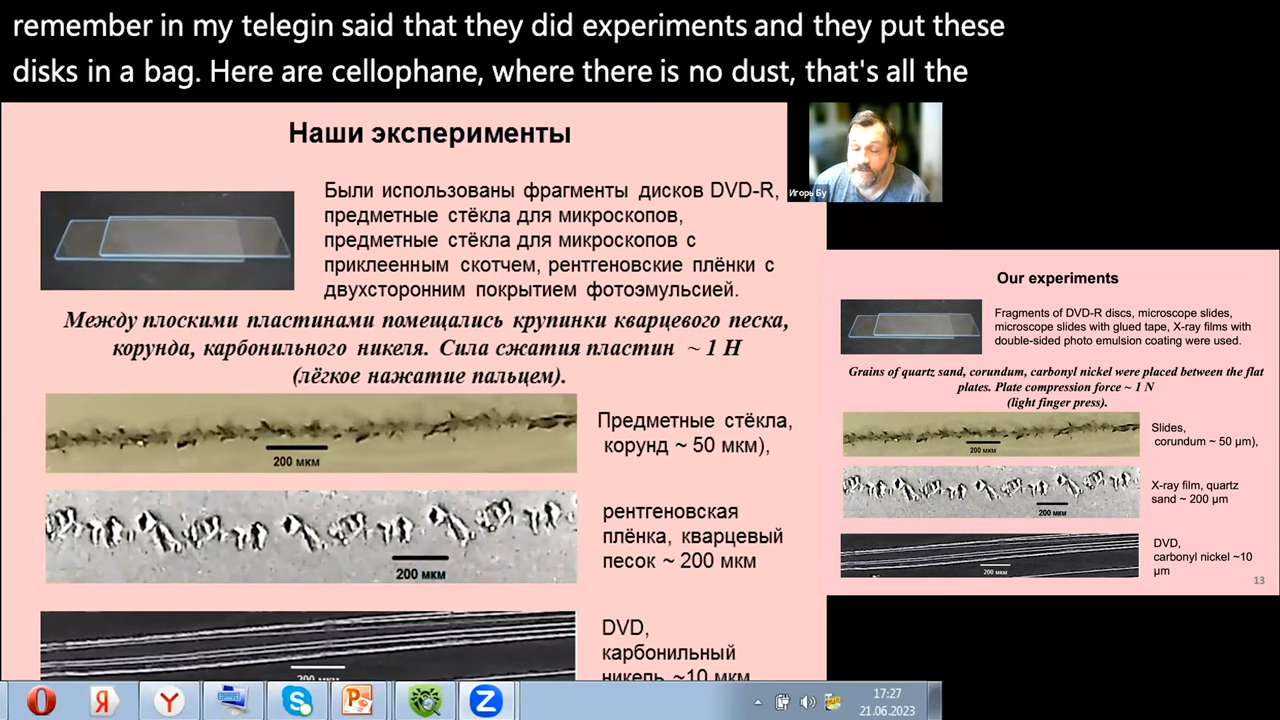 remember in my telegin said that they did experiments and they put these
disks in a bag. Here are cellophane, where there is no dust, that's all the
Наши эксперименты
Были использованы фрагменты дисков DVD-R,
предметные стёкла для микроскопов,
предметные стёкла для микроскопов с
приклеенным скотчем, рентгеновские плёнки с
двухсторонним покрытием фотоэмульсией.
Между плоскими пластинами помещались крупинки кварцевого песка,
корунда, карбонильного никеля. Сила сжатия пластин ~ 1 Н
(лёгкое нажатие пальцем).
200 мкм
Предметные стёкла,
корунд ~ 50 мкм),
200 мкм
рентгеновская
плёнка, кварцевый
песок ~ 200 мкм
200 мкм
DVD,
карбонильный
никель ~10 мкм
Игорь Бу
Our experiments
Fragments of DVD-R discs, microscope slides,
microscope slides with glued tape, X-ray films with
double-sided photo emulsion coating were used.
Grains of quartz sand, corundum, carbonyl nickel were placed between the flat
plates. Plate compression force ~ 1 N
(light finger press).
200 мкм
Slides,
corundum ~ 50 µm),
200 мкм
X-ray film, quartz
sand ~ 200 µm
200 мкм
DVD,
carbonyl nickel ~10
µm
13
17:27
21.06.2023